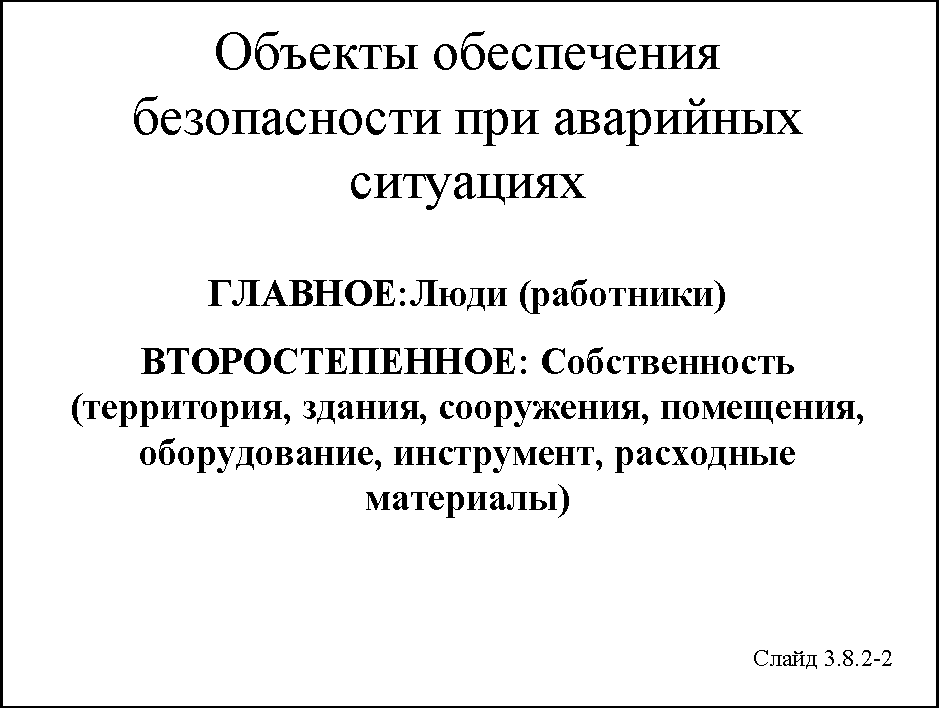 Объекты обеспечения
безопасности при аварийных
ситуациях
ГЛАВНОЕ:Люди (работники)
ВТОРОСТЕПЕННОЕ: Собственность
(территория, здания, сооружения, помещения,
оборудование, инструмент, расходные
материалы)
Слайд 3.8.2-2